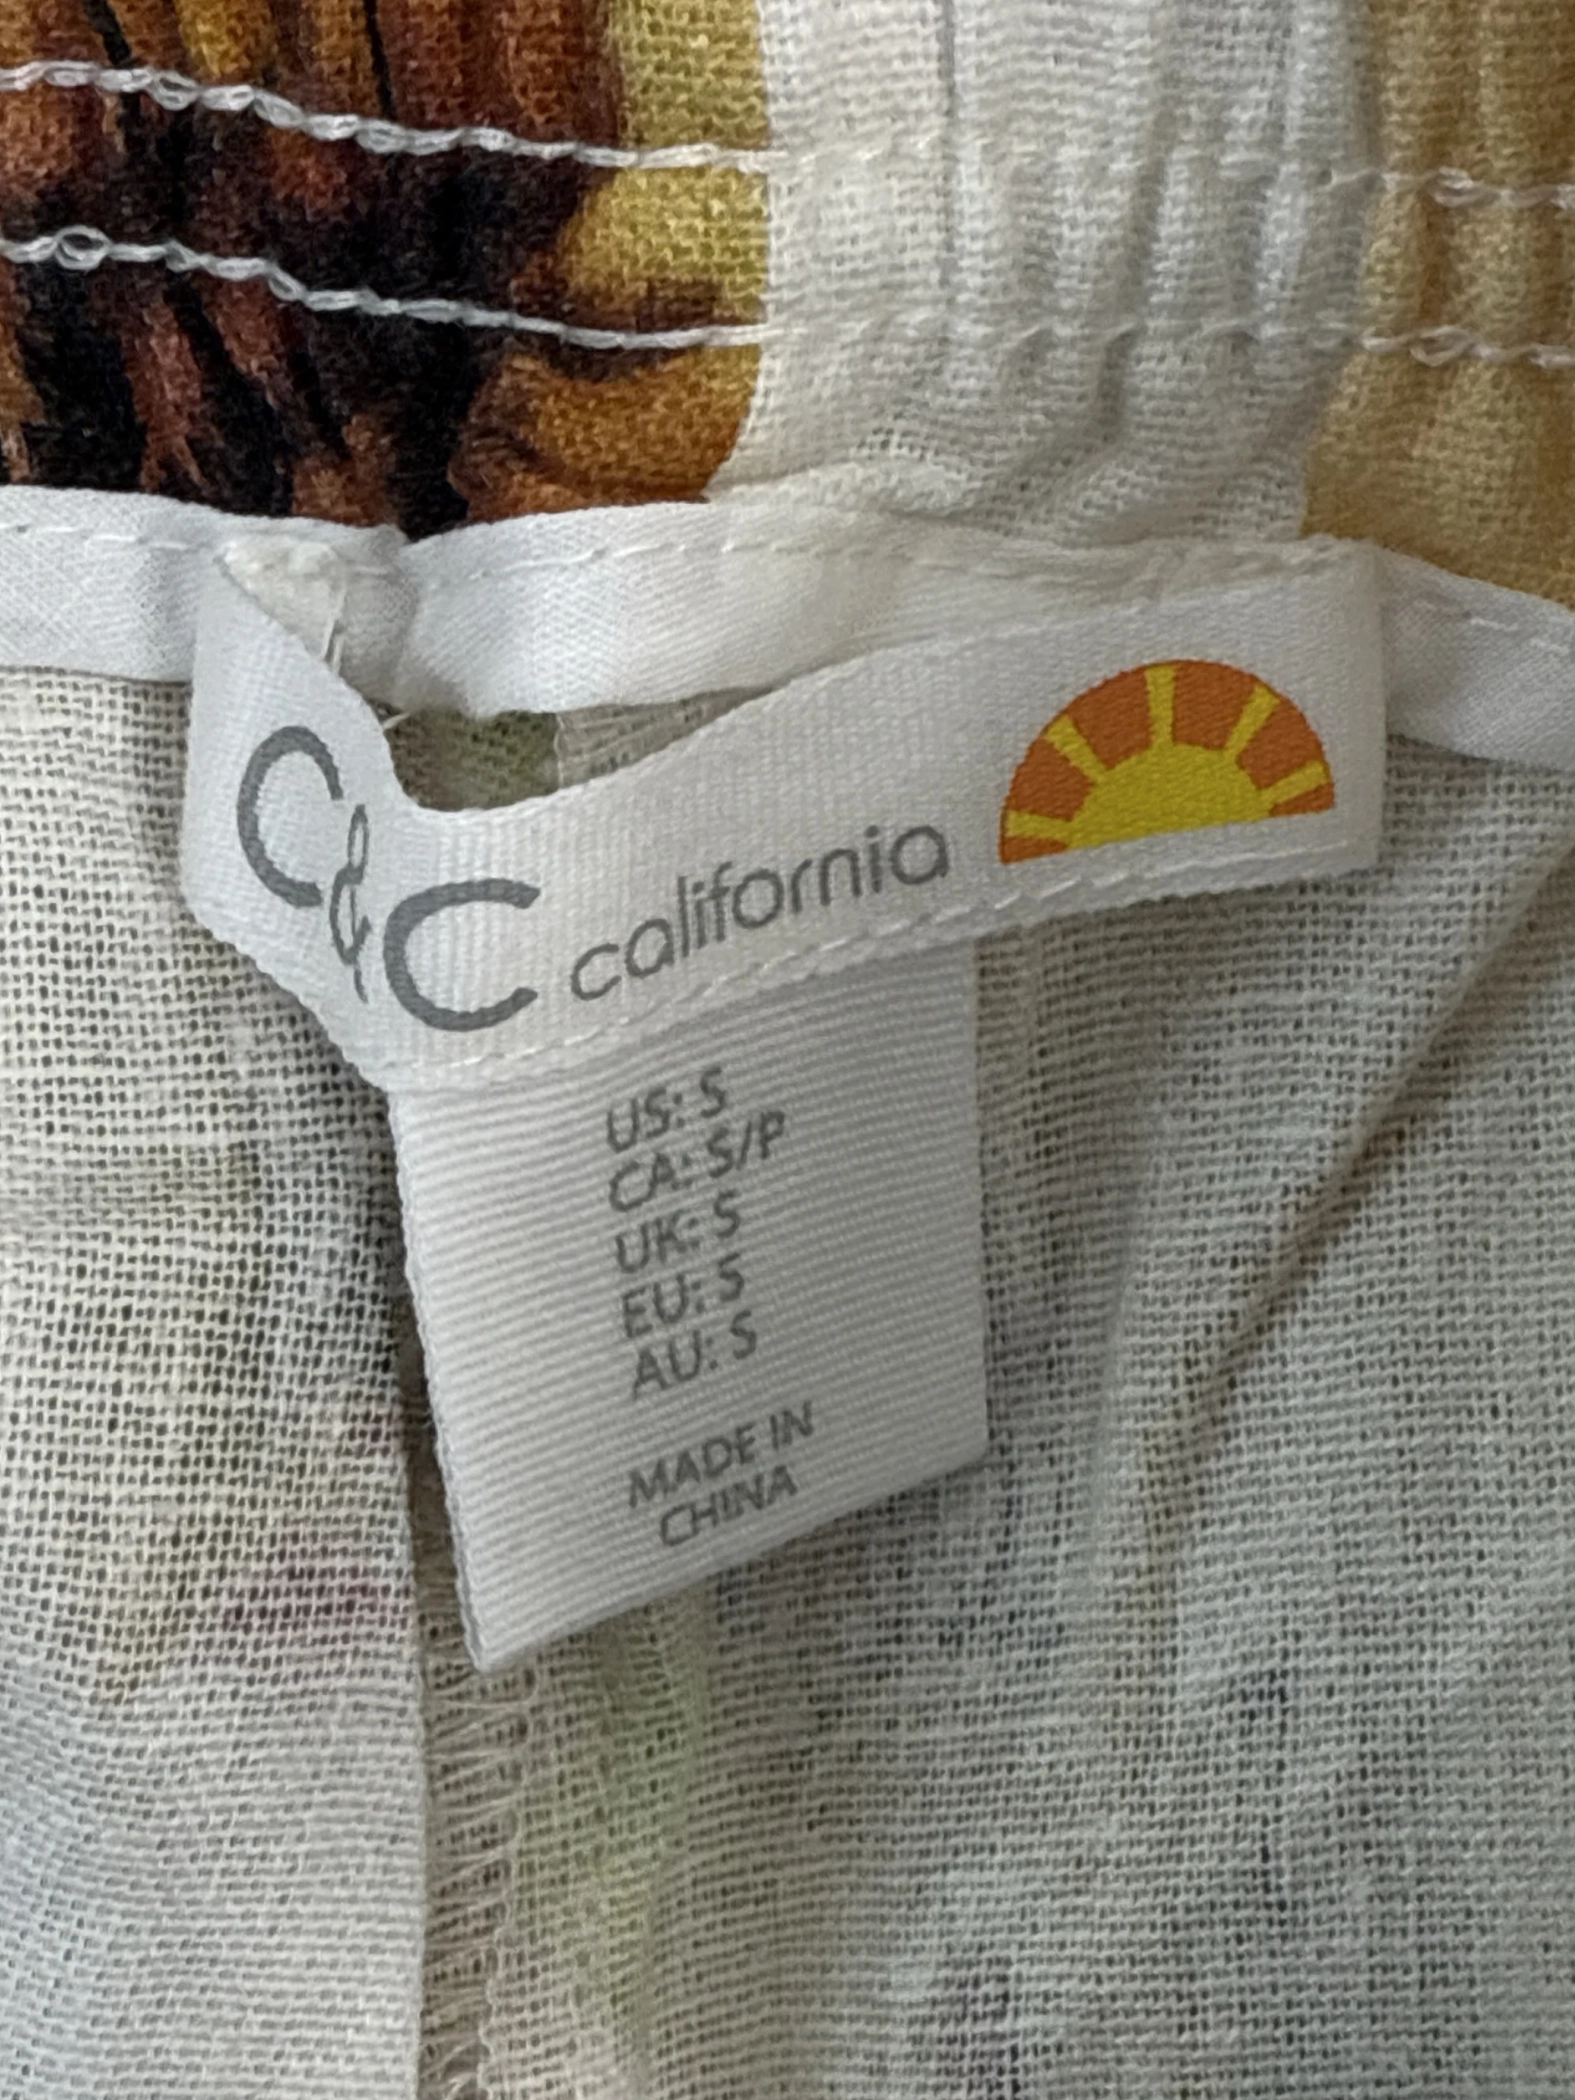 C&C california
US: S
CA: S/P
UK: S
EU: S
AU: S
MADE IN
CHINA